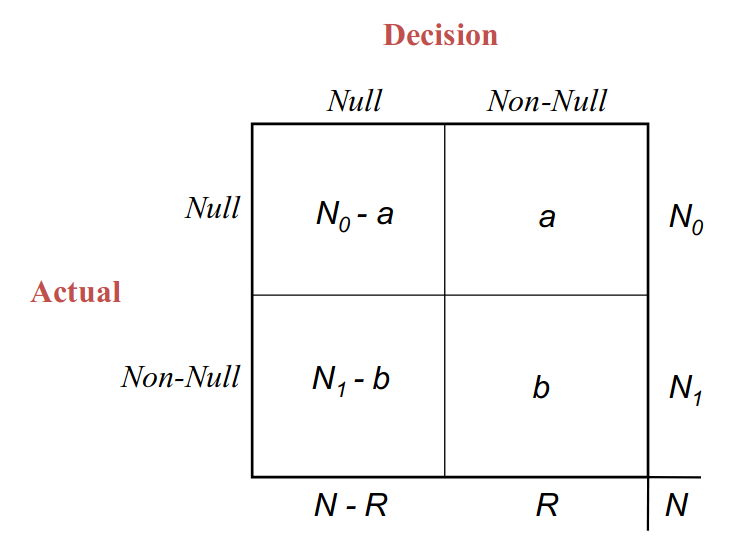 Decision
Null Non-Null
Null N₀ - a a N₀
Actual
Non-Null N₁ - b b N₁
N - R R N